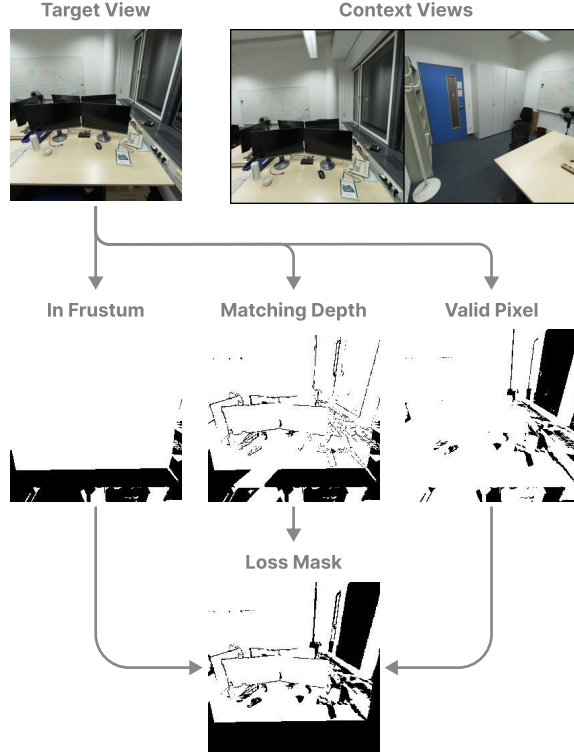 Target View
Context Views
In Frustum
Matching Depth
Valid Pixel
Loss Mask